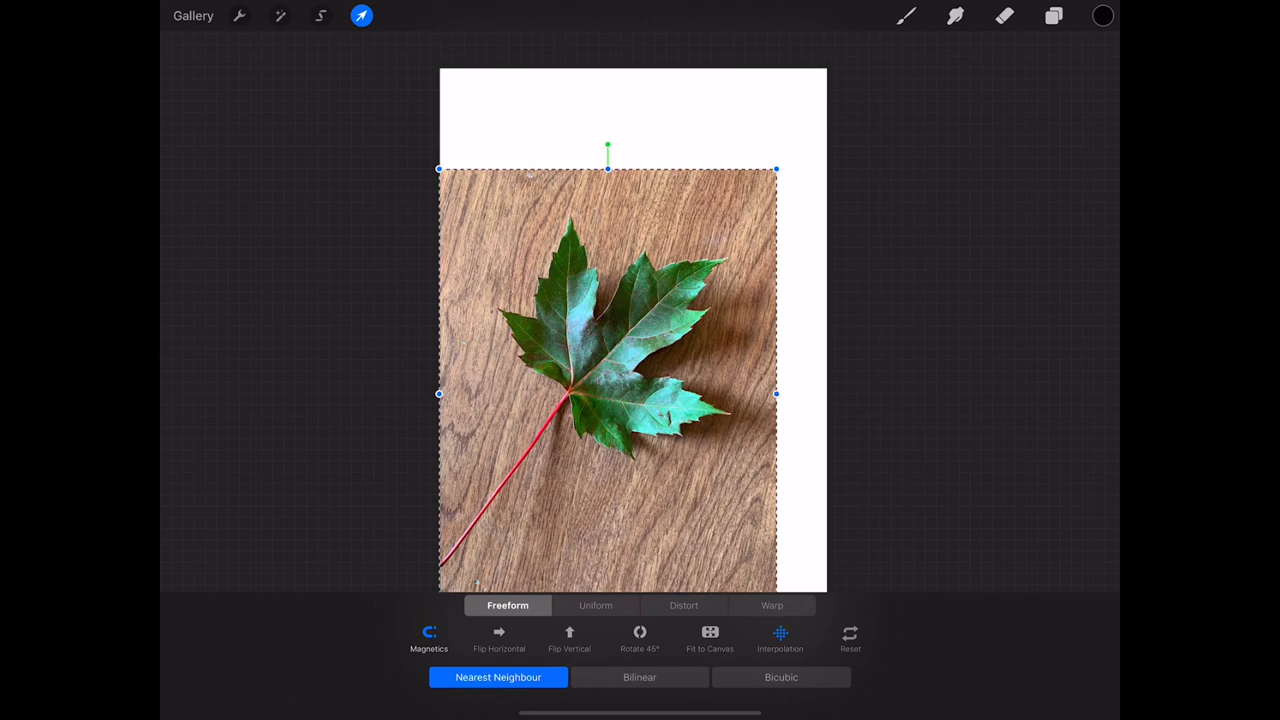 Gallery
Freeform Uniform Distort Warp
Magnetics Flip Horizontal Flip Vertical Rotate 45° Fit to Canvas Interpolation Reset
Nearest Neighbour Bilinear Bicubic